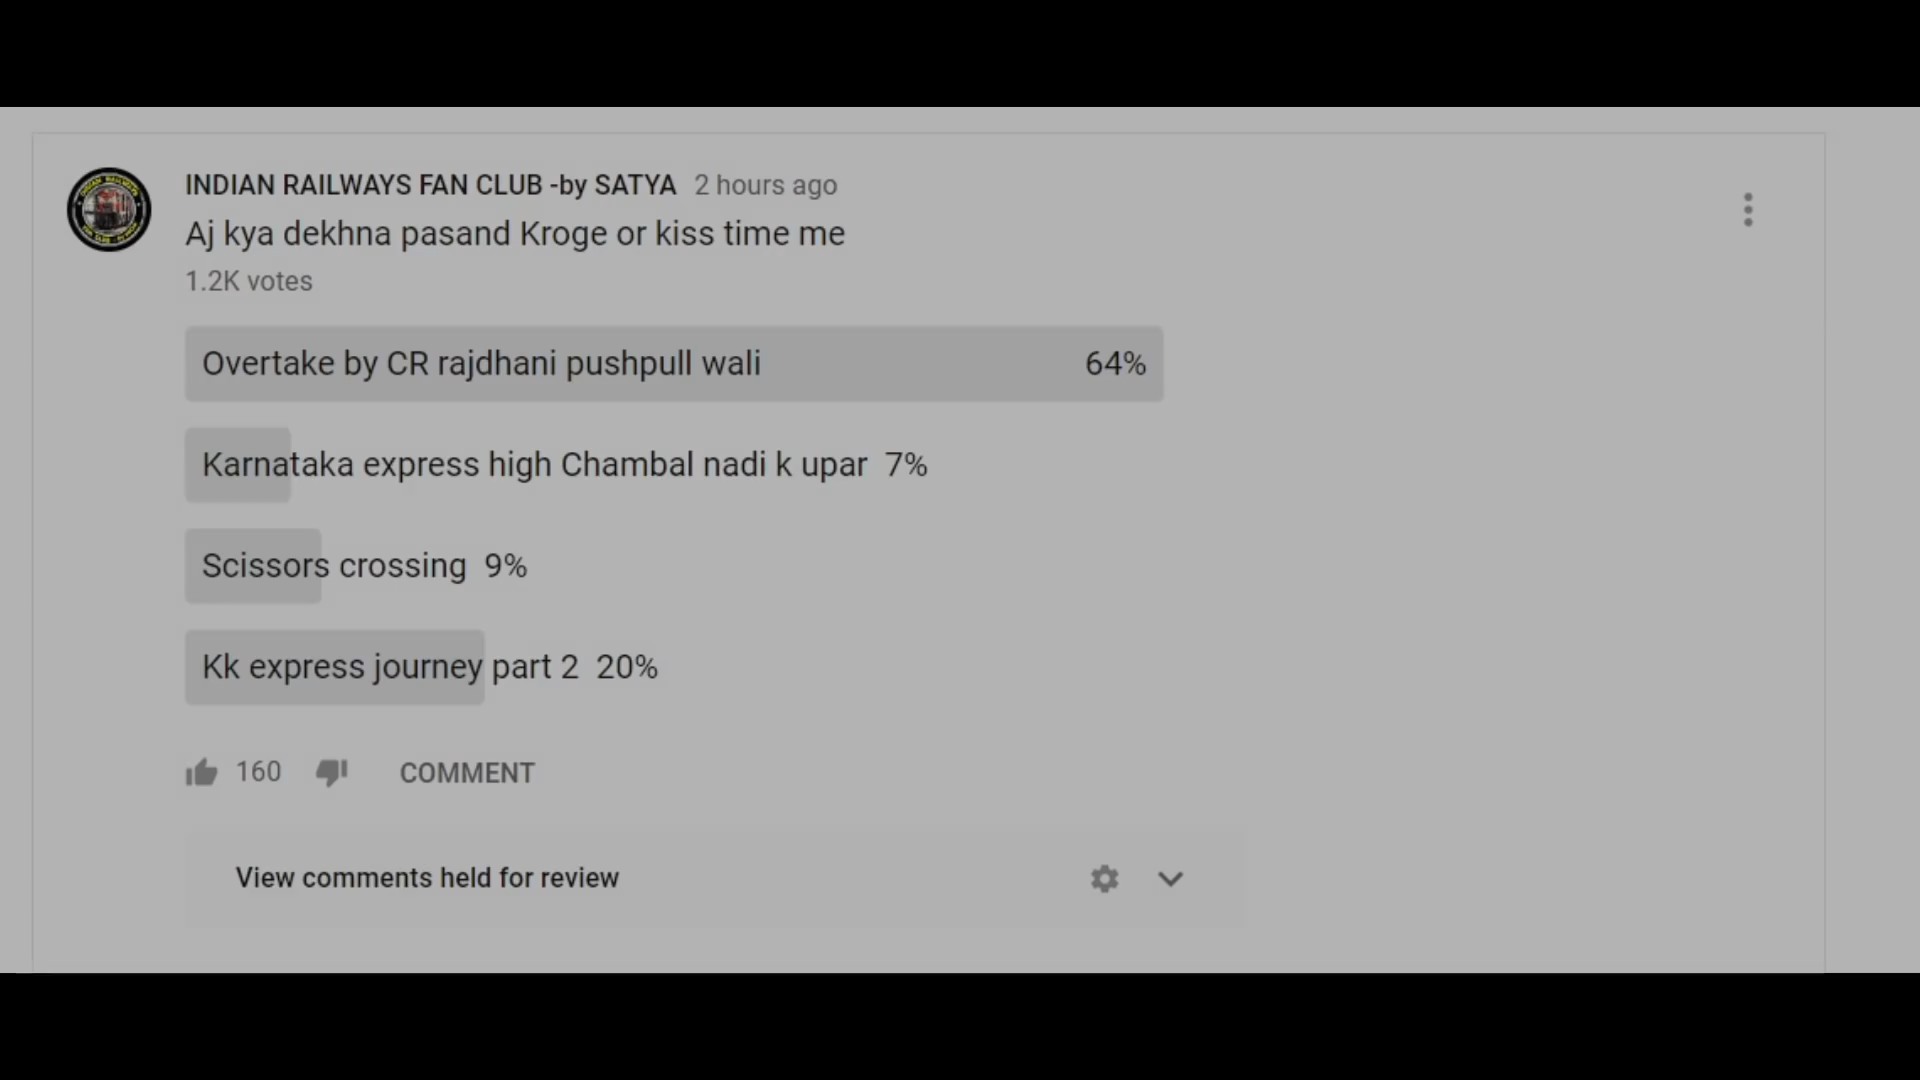 INDIAN RAILWAYS FAN CLUB -by SATYA 2 hours ago
Aj kya dekhna pasand Kroge or kiss time me
1.2K votes
Overtake by CR rajdhani pushpull wali 64%
Karnataka express high Chambal nadi k upar 7%
Scissors crossing 9%
Kk express journey part 2 20%
160 COMMENT
View comments held for review